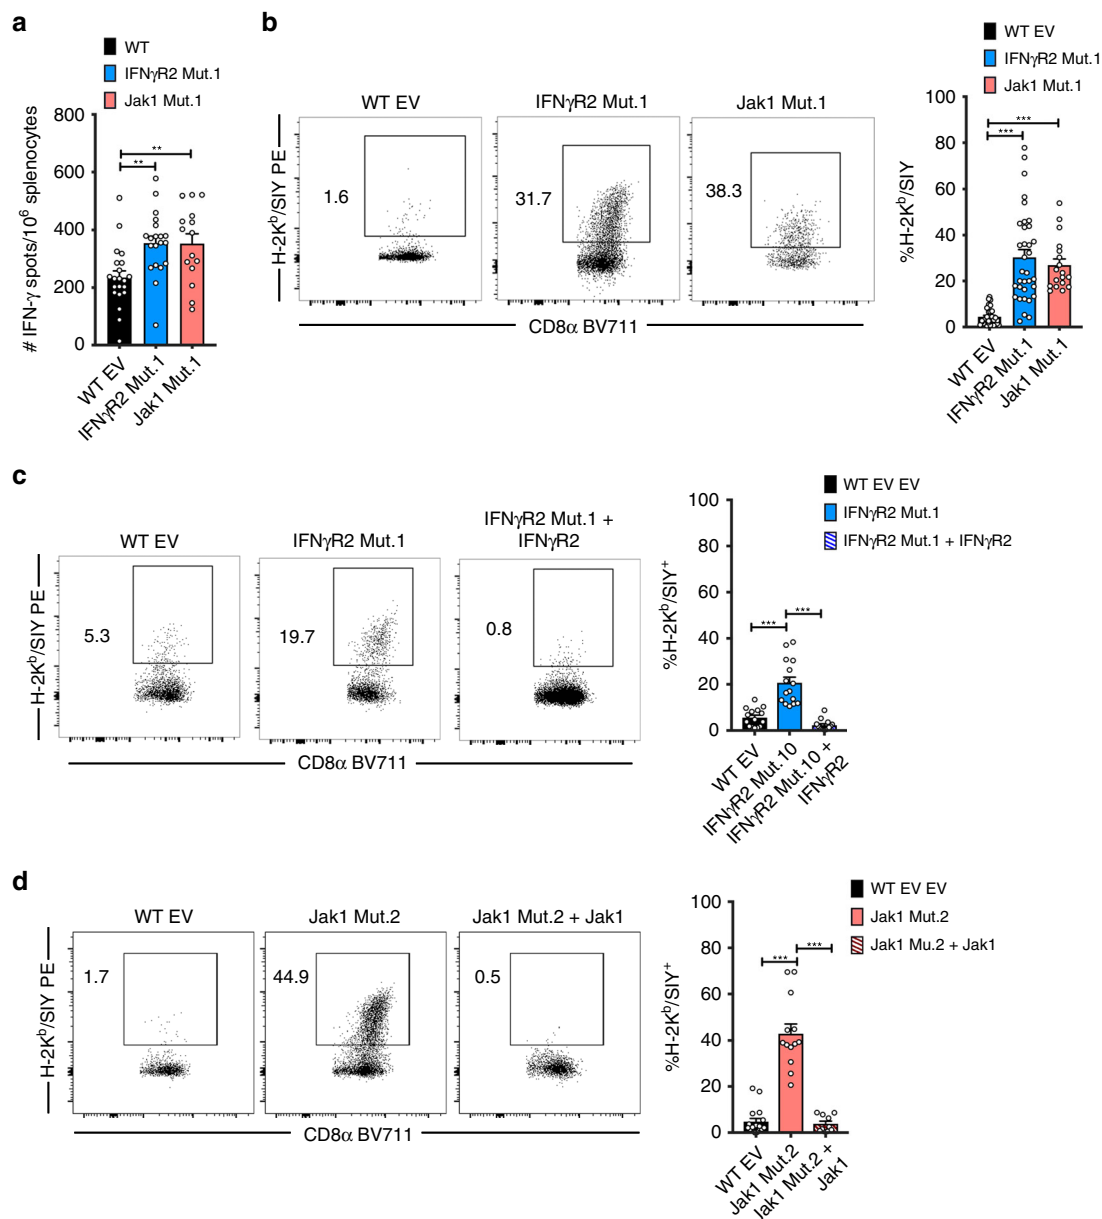 a
WT
IFNγR2 Mut.1
Jak1 Mut.1
# IFN-γ spots/10⁶ splenocytes
800
600
400
200
0
**
**
WT EV
IFNγR2 Mut.1
Jak1 Mut.1
b
WT EV
IFNγR2 Mut.1
Jak1 Mut.1
H-2Kᵇ/SIY PE
1.6
31.7
38.3
CD8α BV711
WT EV
IFNγR2 Mut.1
Jak1 Mut.1
%H-2Kᵇ/SIY
100
80
60
40
20
0
***
***
WT EV
IFNγR2 Mut.1
Jak1 Mut.1
c
WT EV
IFNγR2 Mut.1
IFNγR2 Mut.1 +
IFNγR2
H-2Kᵇ/SIY PE
5.3
19.7
0.8
CD8α BV711
WT EV EV
IFNγR2 Mut.1
IFNγR2 Mut.1 + IFNγR2
%H-2Kᵇ/SIY⁺
100
80
60
40
20
0
***
***
WT EV
IFNγR2 Mut.10
IFNγR2 Mut.10 +
IFNγR2
d
WT EV
Jak1 Mut.2
Jak1 Mut.2 + Jak1
H-2Kᵇ/SIY PE
1.7
44.9
0.5
CD8α BV711
WT EV EV
Jak1 Mut.2
Jak1 Mu.2 + Jak1
%H-2Kᵇ/SIY⁺
100
80
60
40
20
0
***
***
WT EV
Jak1 Mut.2
Jak1 Mut.2 +
Jak1